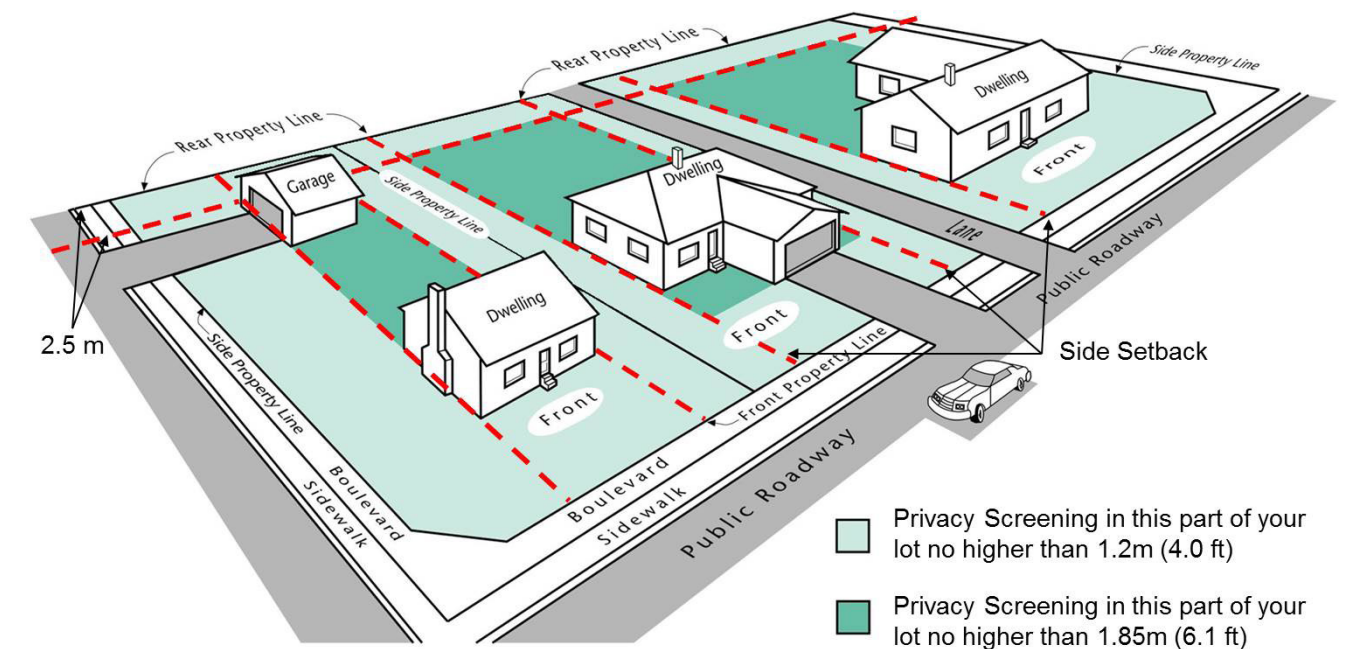 Rear Property Line
Side Property Line
Dwelling
Rear Property Line
Front
Garage
Side Property Line
Dwelling
Lane
Public Roadway
2.5 m
Dwelling
Front
Side Setback
Side Property Line
Front
Front Property Line
Boulevard
Sidewalk
Boulevard
Sidewalk
Public Roadway
Privacy Screening in this part of your
lot no higher than 1.2m (4.0 ft)
Privacy Screening in this part of your
lot no higher than 1.85m (6.1 ft)